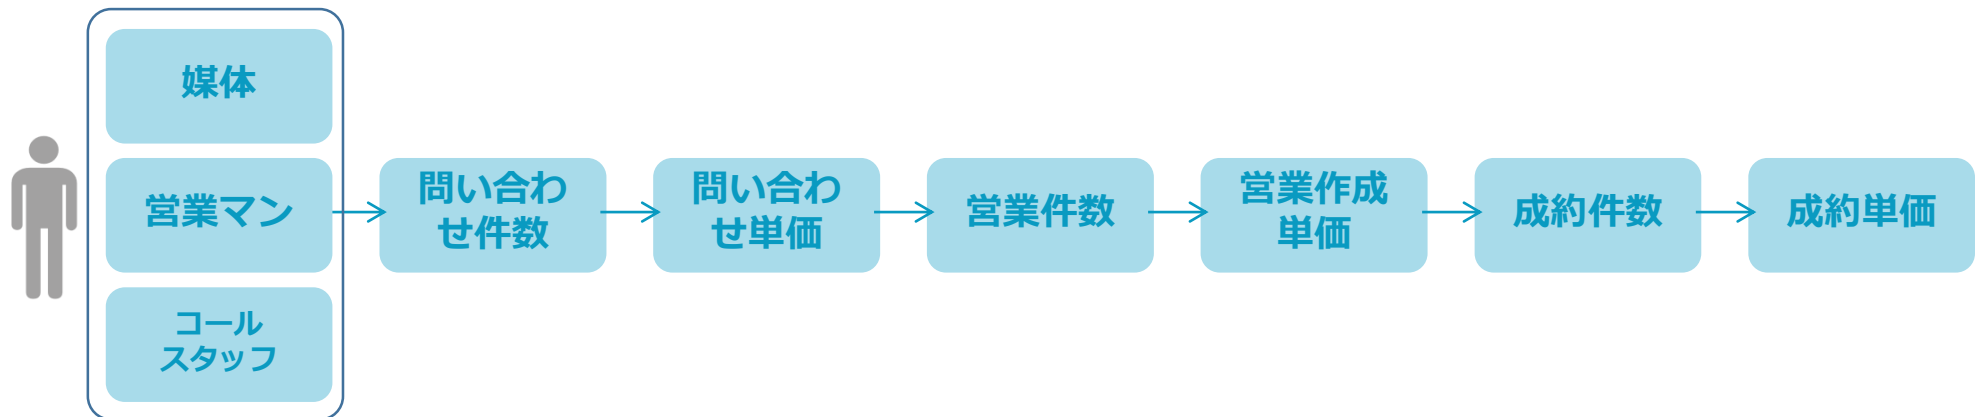 媒体
営業マン
コール
スタッフ
問い合わ
せ件数
問い合わ
せ単価
営業件数
営業作成
単価
成約件数
成約単価